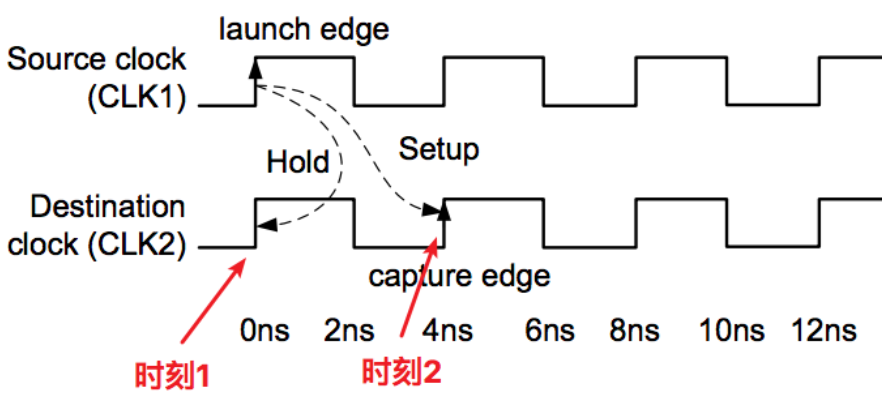 launch edge
Source clock
(CLK1)
Hold
Setup
Destination
clock (CLK2)
capture edge
0ns 2ns 4ns 6ns 8ns 10ns 12ns
时刻1
时刻2